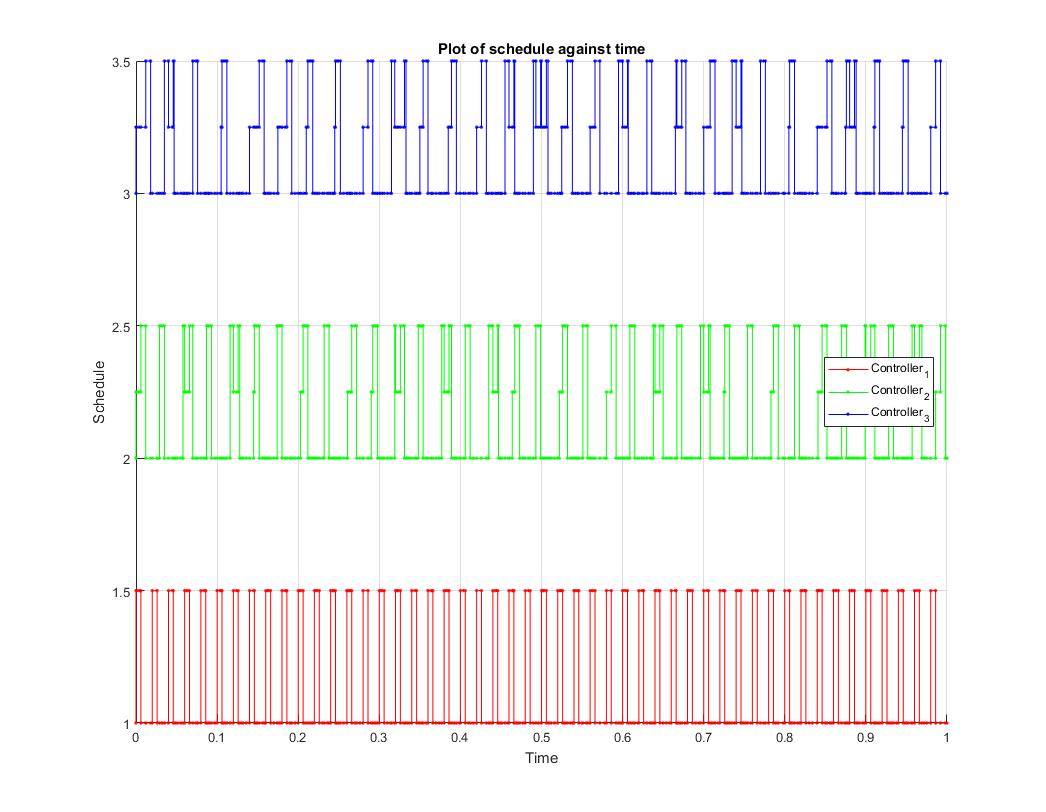 Plot of schedule against time
3.5
3
2.5
2
1.5
1
Schedule
Controller1
Controller2
Controller3
0 0.1 0.2 0.3 0.4 0.5 0.6 0.7 0.8 0.9 1
Time